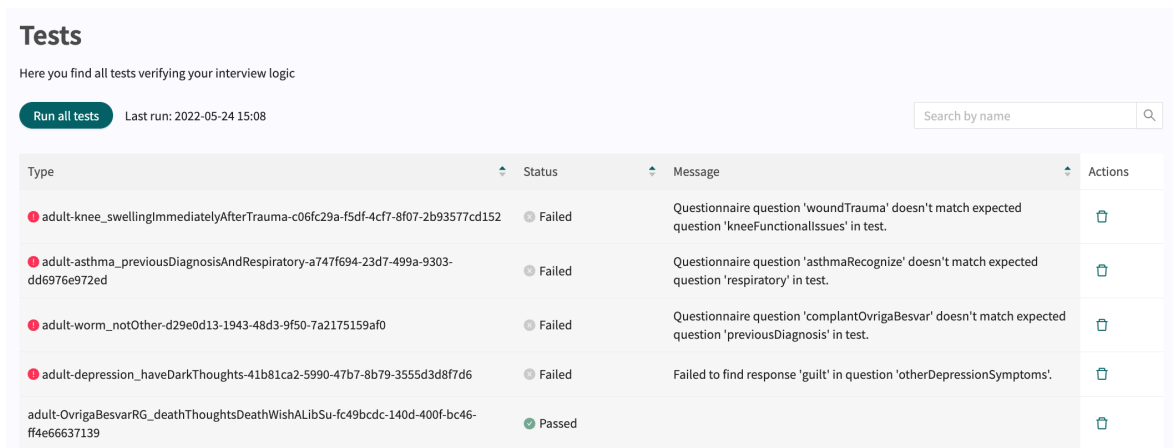 Tests
Here you find all tests verifying your interview logic
Run all tests Last run: 2022-05-24 15:08 Search by name
Type Status Message Actions
adult-knee_swellingImmediatelyAfterTrauma-c06fc29a-f5df-4cf7-8f07-2b93577cd152 Failed
Questionnaire question 'woundTrauma' doesn't match expected
question 'kneeFunctionalIssues' in test.
adult-asthma_previousDiagnosisAndRespiratory-a747f694-23d7-499a-9303-
dd6976e972ed
Failed
Questionnaire question 'asthmaRecognize' doesn't match expected
question 'respiratory' in test.
adult-worm_notOther-d29e0d13-1943-48d3-9f50-7a2175159af0 Failed
Questionnaire question 'complantOvrigaBesvar' doesn't match expected
question 'previousDiagnosis' in test.
adult-depression_haveDarkThoughts-41b81ca2-5990-47b7-8b79-3555d3d8f7d6 Failed Failed to find response 'guilt' in question 'otherDepressionSymptoms'.
adult-OvrigaBesvarRG_deathThoughtsDeathWishALibSu-fc49bcdc-140d-400f-bc46-
ff4e66637139
Passed